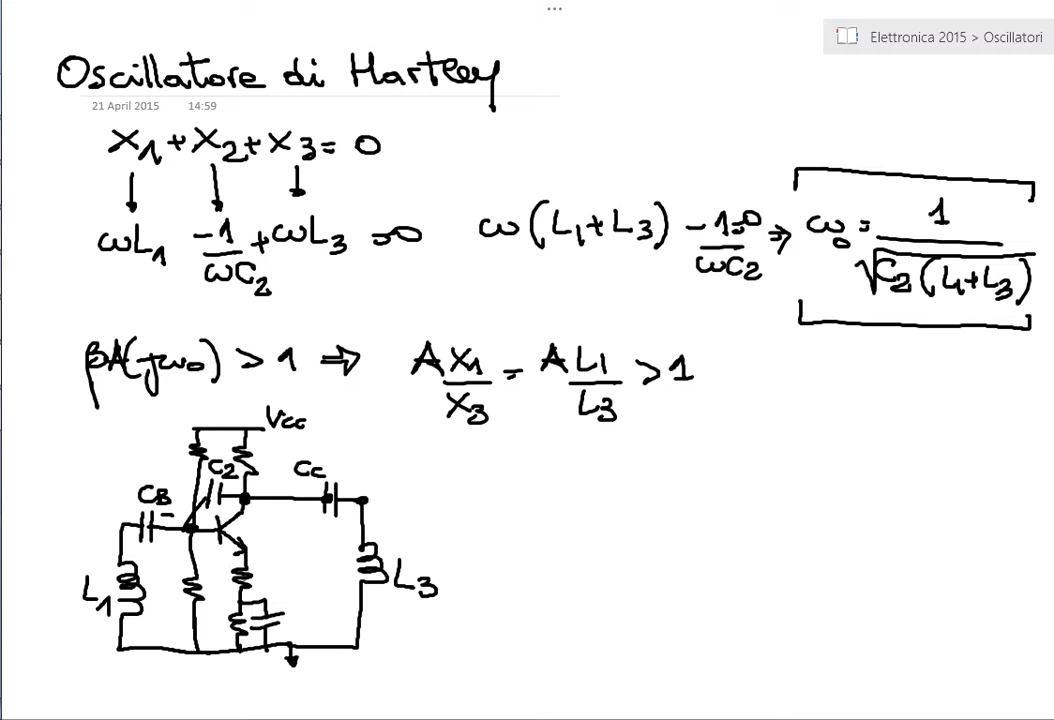 Elettronica 2015 > Oscillatori
Oscillatore di Hartley
21 April 2015 14:59
X1+X2+X3=0
ωL1 -1/ωC2 +ωL3 =0 ω(L1+L3) -1/ωC2=0 ⇒ ω0= 1/√C2(L1+L3)
βA(jω0) > 1 ⇒ A X1/X3 = A L1/L3 >1
Vcc
C2 Cc
CB
L1 L3